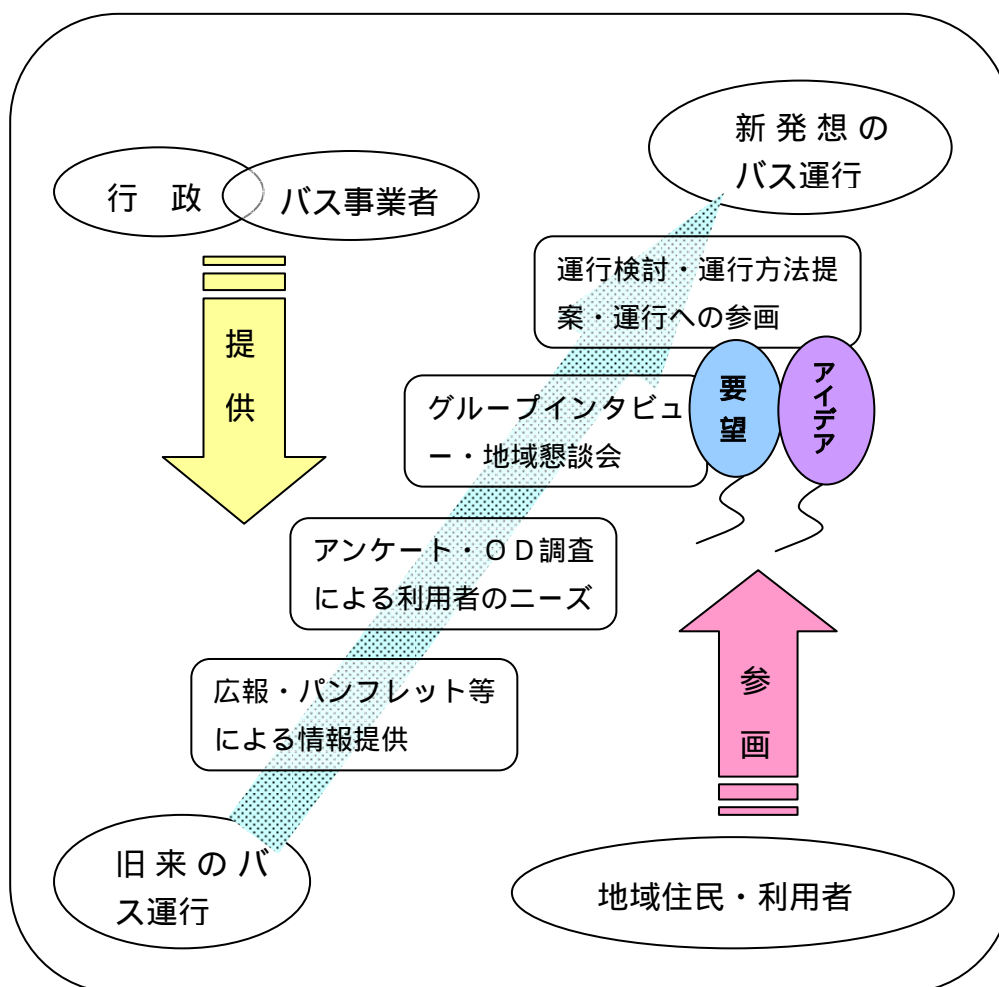 新発想の
バス運行
行政
バス事業者
運行検討・運行方法提
案・運行への参画
提
供
要
望
アイデア
グループインタビュ
ー・地域懇談会
アンケート・ＯＤ調査
による利用者のニーズ
広報・パンフレット等
による情報提供
参
画
旧来のバ
ス運行
地域住民・利用者